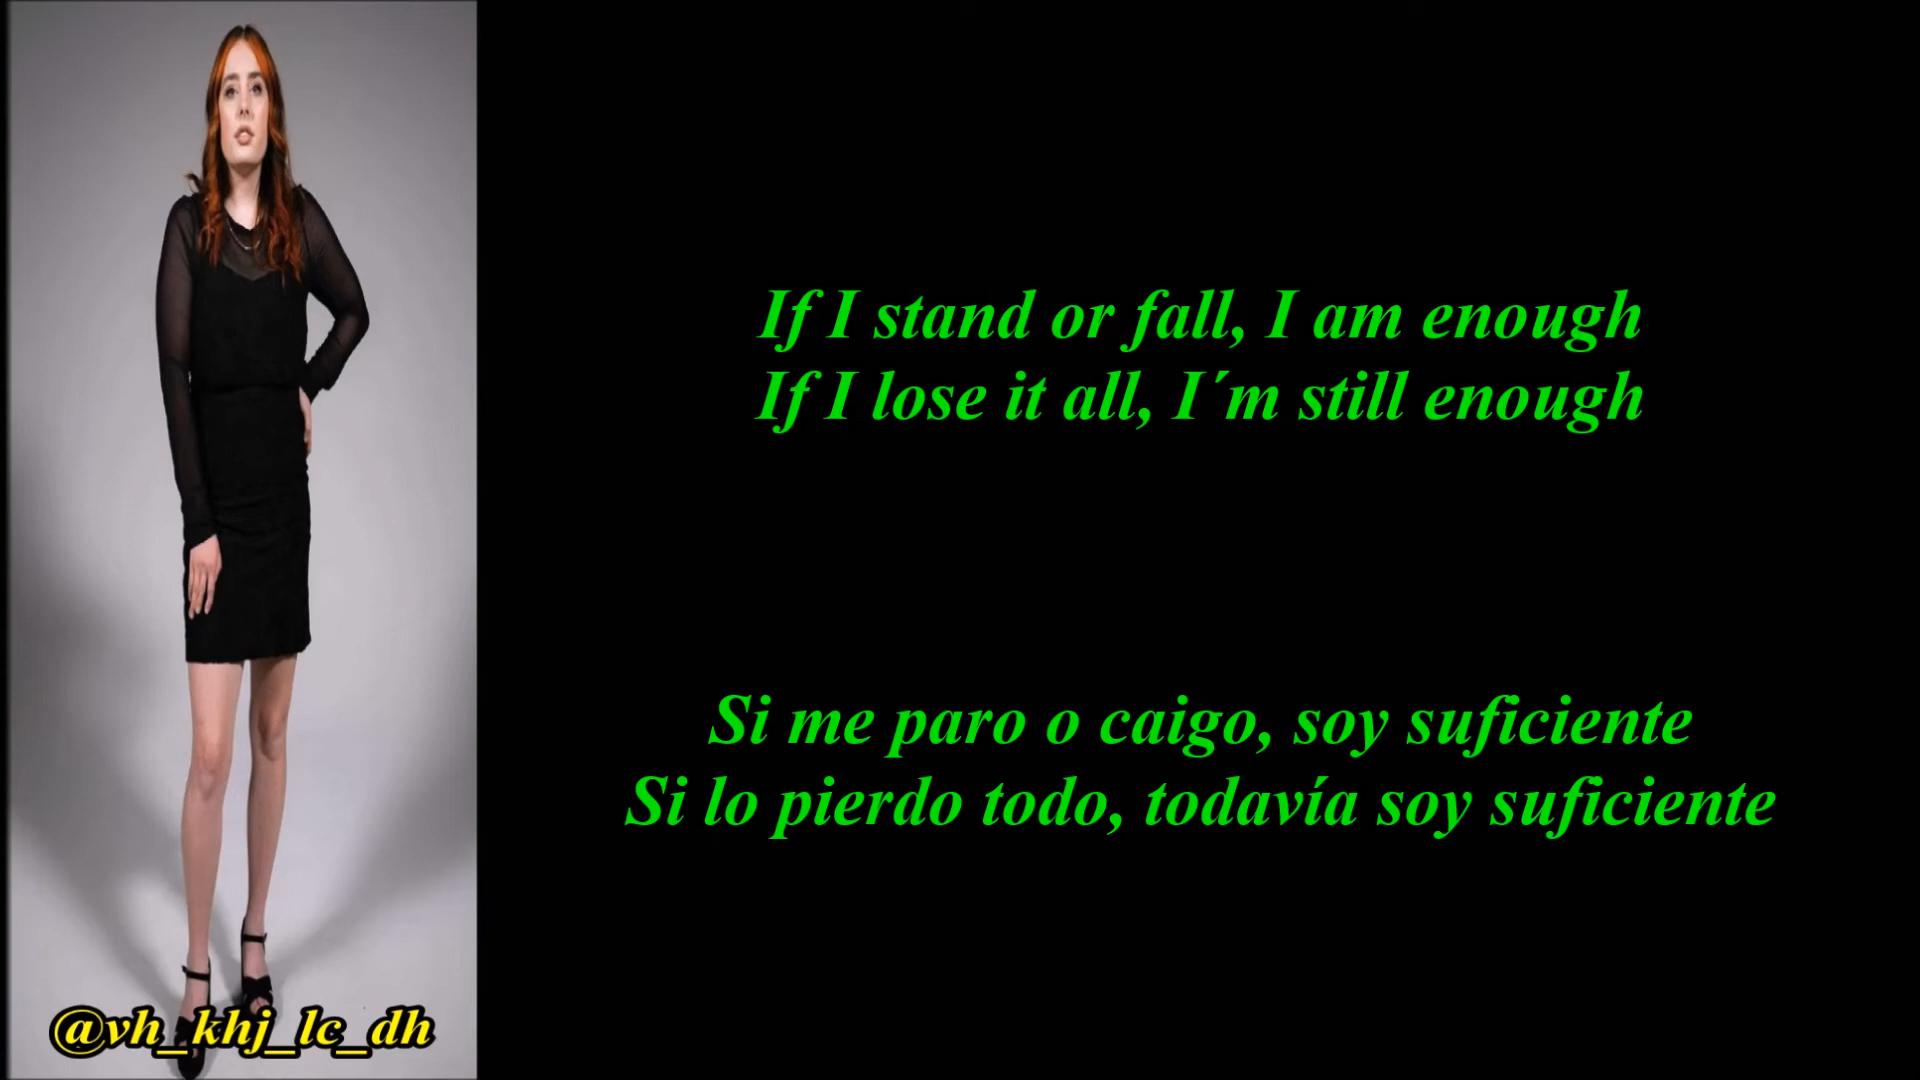 If I stand or fall, I am enough
If I lose it all, I´m still enough
Si me paro o caigo, soy suficiente
Si lo pierdo todo, todavía soy suficiente
@vh_khj_lc_dh